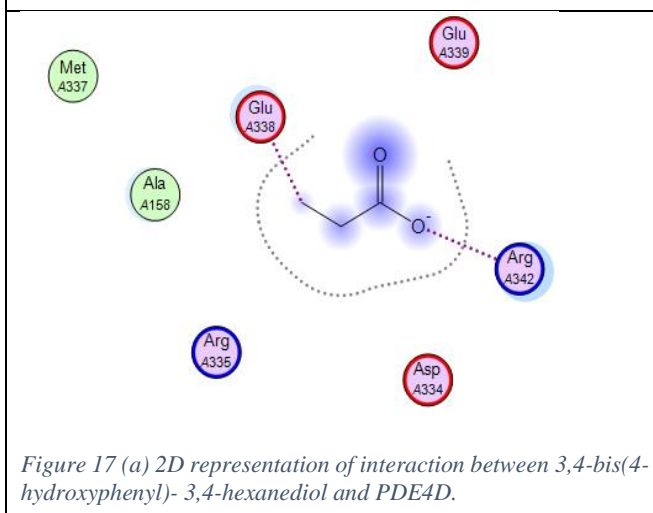 Glu
A339
Met
A337
Glu
A338
O
Ala
A158
O-
Arg
A342
Arg
A335
Asp
A334
Figure 17 (a) 2D representation of interaction between 3,4-bis(4-
hydroxyphenyl)- 3,4-hexanediol and PDE4D.